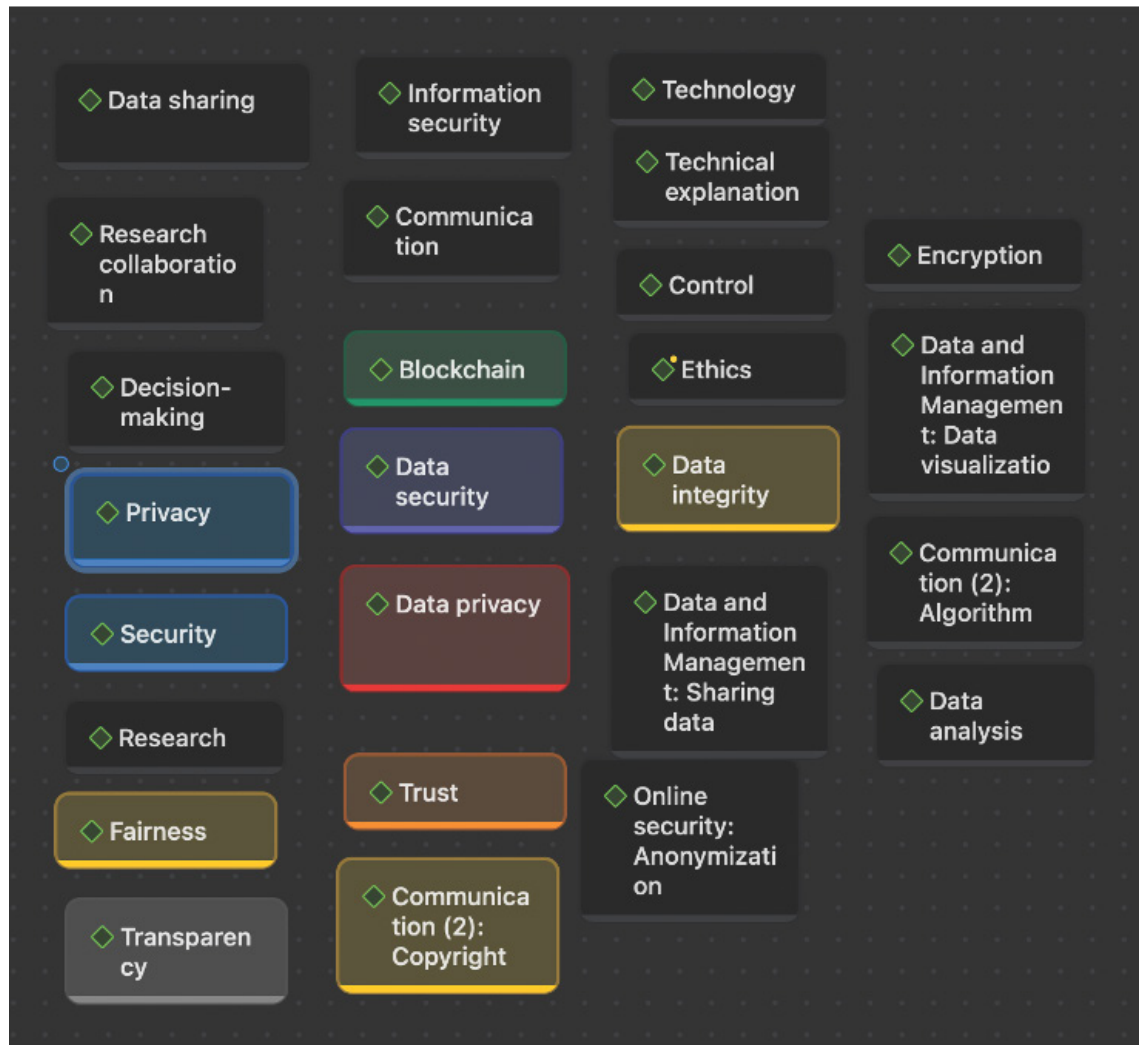 Data sharing
Research
collaboratio
n
Decision-
making
Privacy
Security
Research
Fairness
Transparen
cy
Information
security
Communica
tion
Blockchain
Data
security
Data privacy
Trust
Communica
tion (2):
Copyright
Technology
Technical
explanation
Control
Ethics
Data
integrity
Data and
Information
Managemen
t: Sharing
data
Online
security:
Anonymizati
on
Encryption
Data and
Information
Managemen
t: Data
visualizatio
Communica
tion (2):
Algorithm
Data
analysis